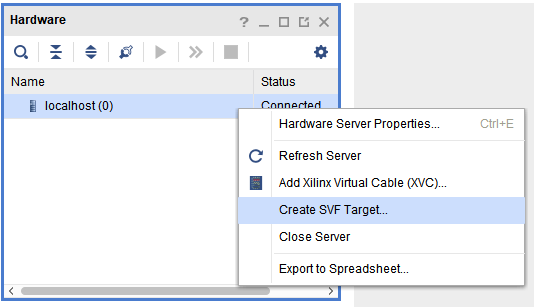 Hardware
?
Name Status
localhost (0) Connected
Hardware Server Properties... Ctrl+E
Refresh Server
Add Xilinx Virtual Cable (XVC)...
Create SVF Target...
Close Server
Export to Spreadsheet...